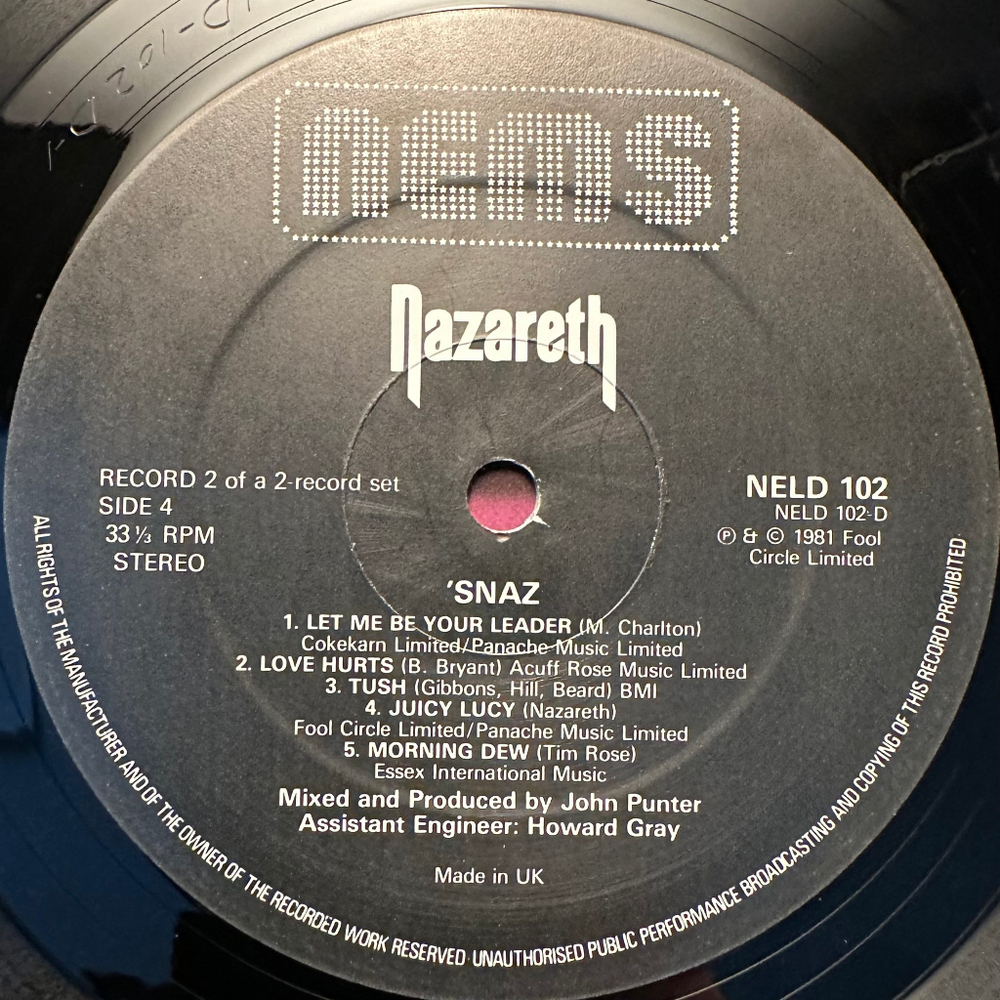 NEMS
Nazareth
RECORD 2 of a 2-record set
SIDE 4
33 ⅓ RPM
STEREO
NELD 102
NELD 102-D
Ⓟ & © 1981 Fool
Circle Limited
'SNAZ
1. LET ME BE YOUR LEADER (M. Charlton)
Cokekarn Limited/Panache Music Limited
2. LOVE HURTS (B. Bryant) Acuff Rose Music Limited
3. TUSH (Gibbons, Hill, Beard) BMI
4. JUICY LUCY (Nazareth)
Fool Circle Limited/Panache Music Limited
5. MORNING DEW (Tim Rose)
Essex International Music
Mixed and Produced by John Punter
Assistant Engineer: Howard Gray
Made in UK
ALL RIGHTS OF THE MANUFACTURER AND OF THE OWNER OF THE RECORDED WORK RESERVED UNAUTHORISED PUBLIC PERFORMANCE BROADCASTING AND COPYING OF THIS RECORD PROHIBITED